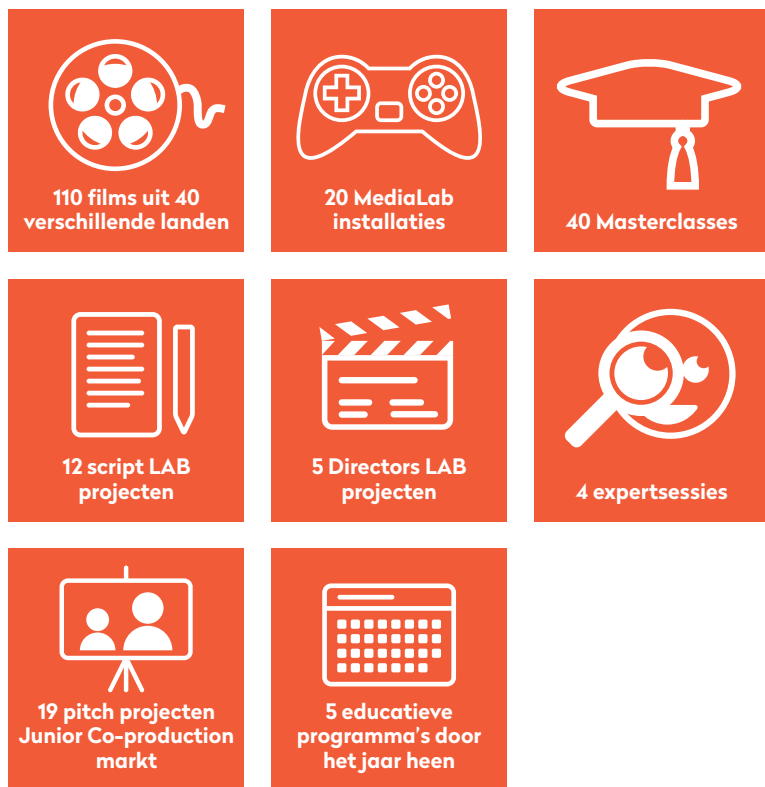 110 films uit 40
verschillende landen
20 MediaLab
installaties
40 Masterclasses
12 script LAB
projecten
5 Directors LAB
projecten
4 expertsessies
19 pitch projecten
Junior Co-production
markt
5 educatieve
programma's door
het jaar heen